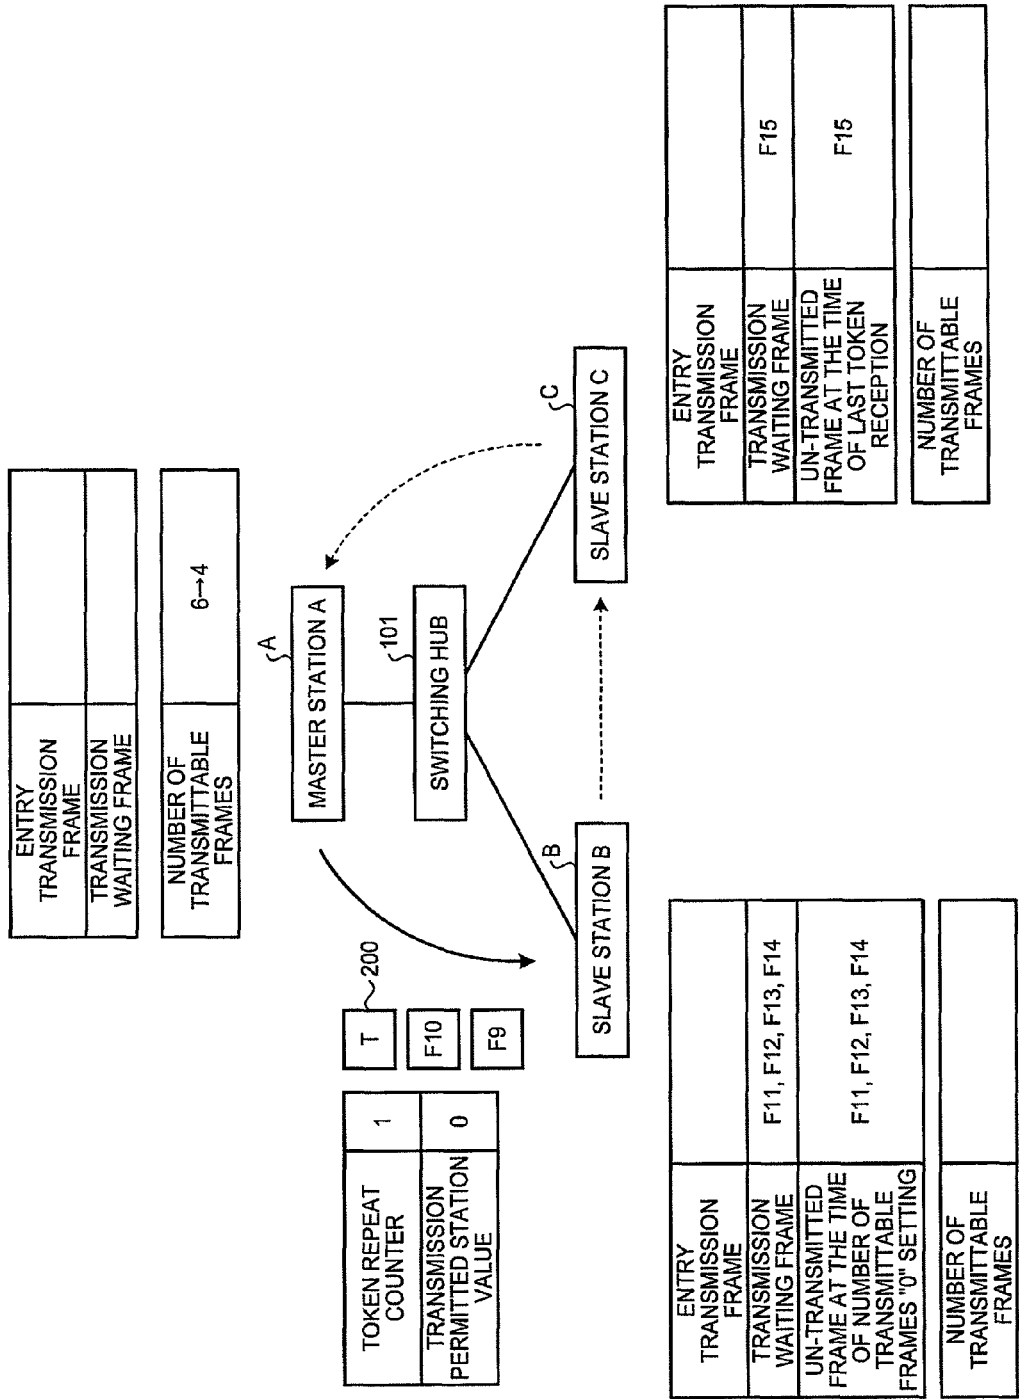 ENTRY
TRANSMISSION
FRAME
TRANSMISSION
WAITING FRAME
NUMBER OF
TRANSMITTABLE
FRAMES
6→4
A
MASTER STATION A
101
SWITCHING HUB
TOKEN REPEAT
COUNTER
1
TRANSMISSION
PERMITTED STATION
VALUE
0
T
200
F10
F9
B
SLAVE STATION B
C
SLAVE STATION C
ENTRY
TRANSMISSION
FRAME
TRANSMISSION
WAITING FRAME
F11, F12, F13, F14
UN-TRANSMITTED
FRAME AT THE TIME
OF NUMBER OF
TRANSMITTABLE
FRAMES "0" SETTING
F11, F12, F13, F14
NUMBER OF
TRANSMITTABLE
FRAMES
ENTRY
TRANSMISSION
FRAME
TRANSMISSION
WAITING FRAME
F15
UN-TRANSMITTED
FRAME AT THE TIME
OF LAST TOKEN
RECEPTION
F15
NUMBER OF
TRANSMITTABLE
FRAMES